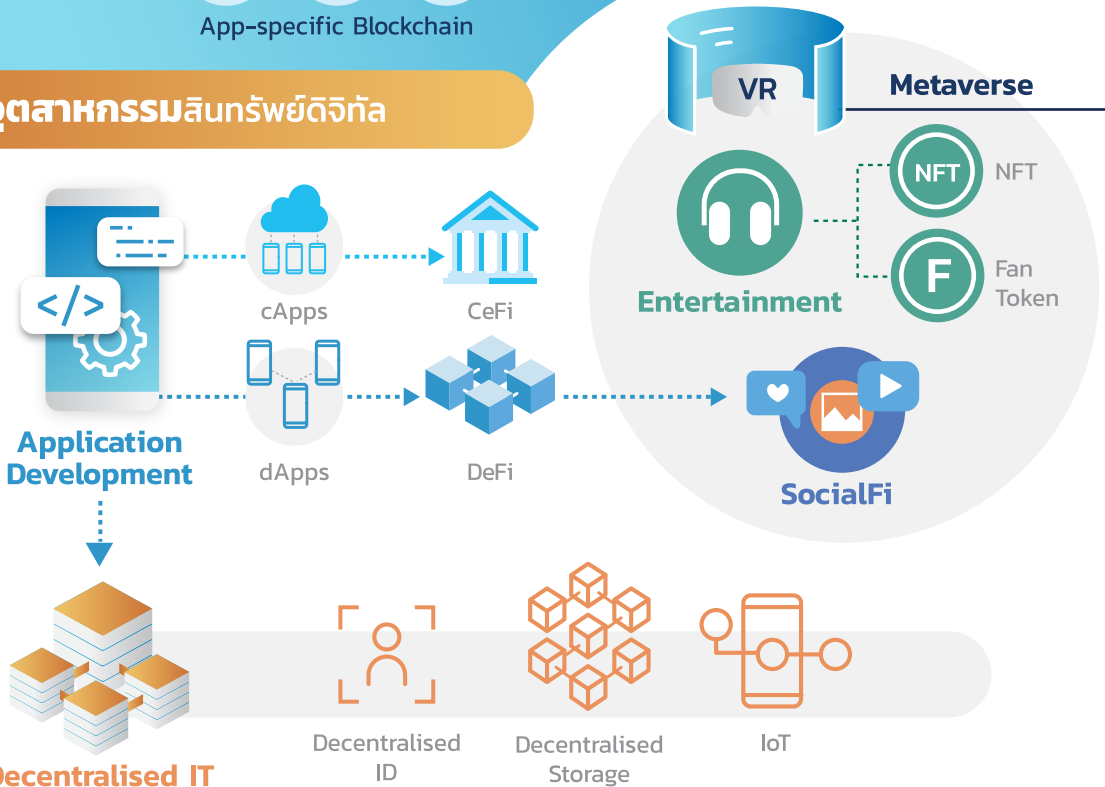 App-specific Blockchain
อุตสาหกรรมสินทรัพย์ดิจิทัล
VR
Metaverse
NFT
NFT
F
Fan
Token
Entertainment
</>
cApps
CeFi
Application
Development
dApps
DeFi
SocialFi
Decentralised IT
Decentralised
ID
Decentralised
Storage
IoT